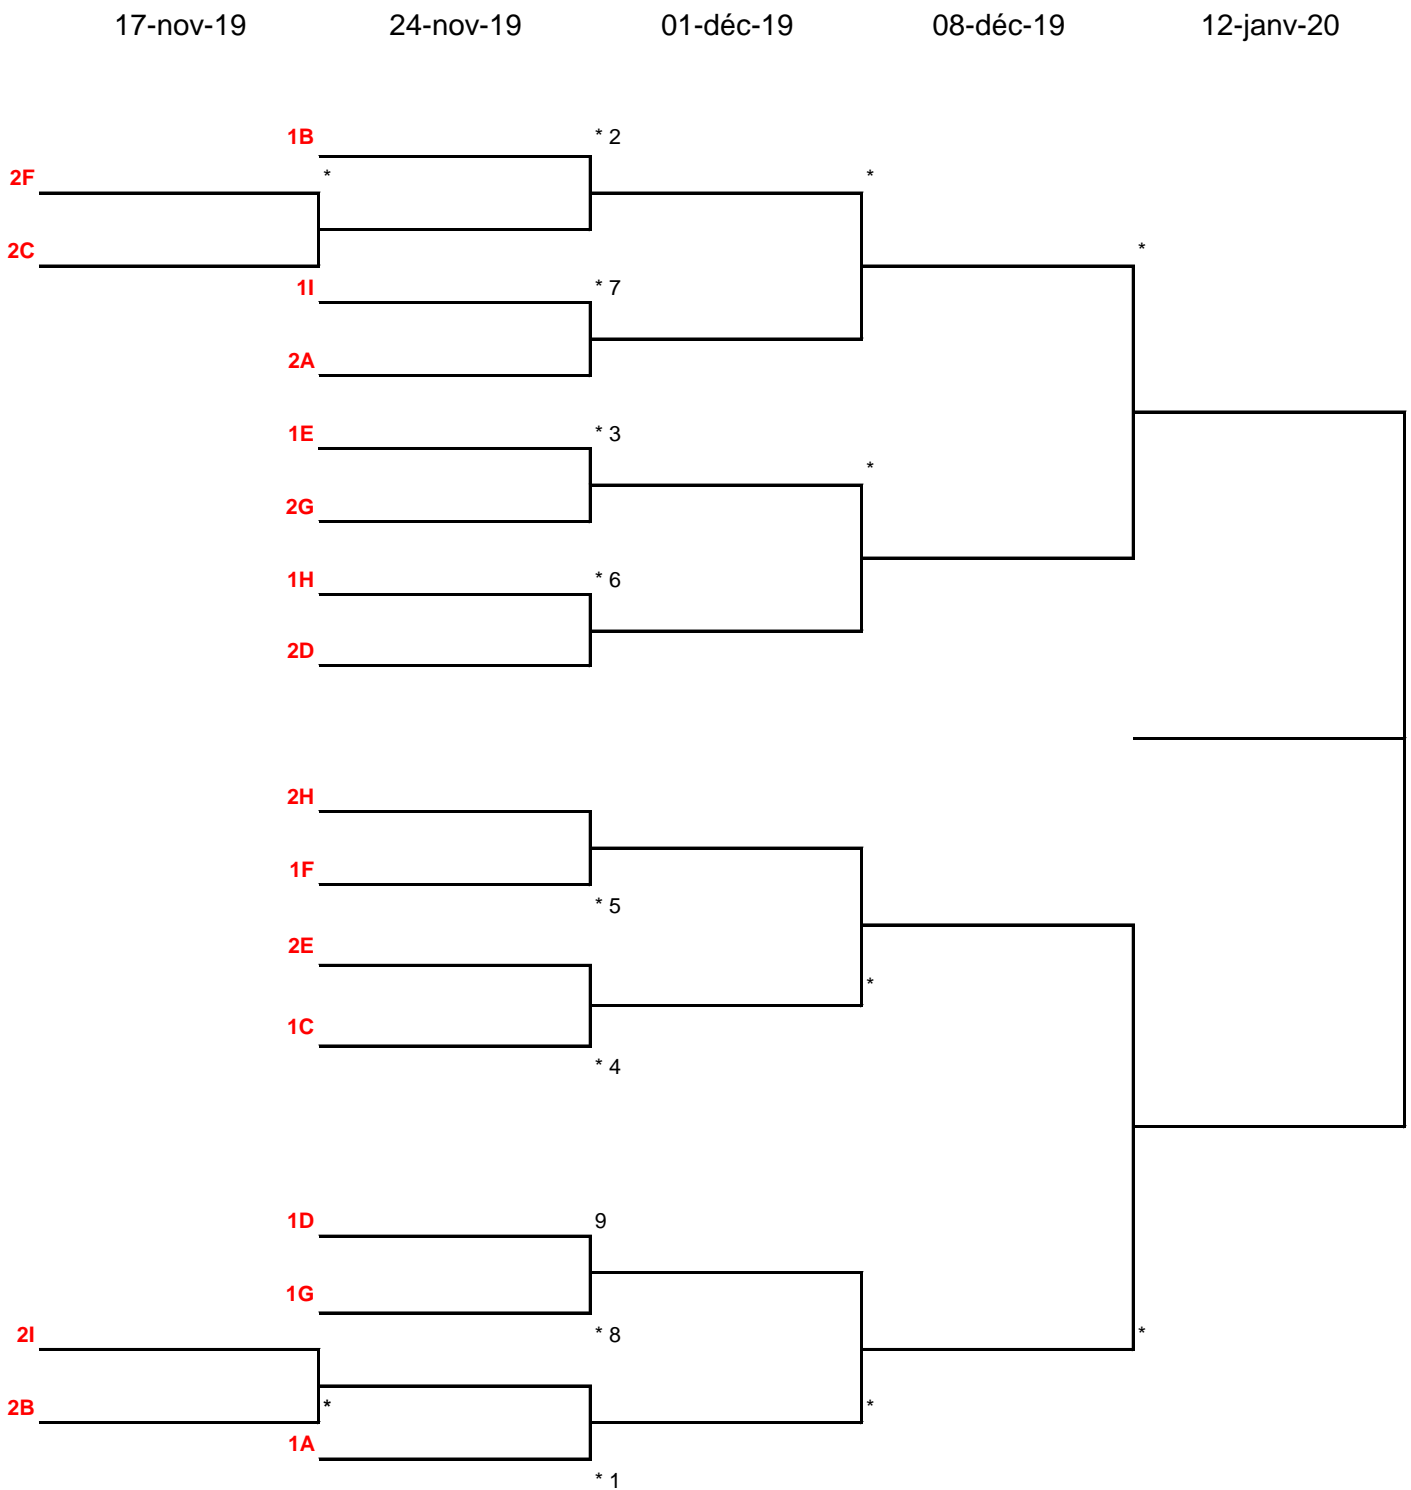 17-nov-19 24-nov-19 01-déc-19 08-déc-19 12-janv-20
1B * 2
2F * *
2C *
1I * 7
2A
1E * 3
*
2G
1H * 6
2D
2H
1F
* 5
2E
*
1C
* 4
1D 9
1G
2I * 8 *
2B * *
1A
* 1